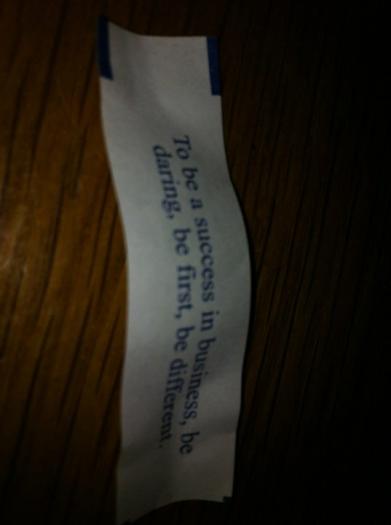 To be a success in business, be
daring, be first, be different.